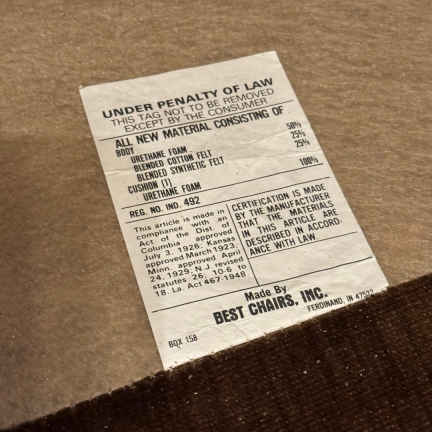 UNDER PENALTY OF LAW
THIS TAG NOT TO BE REMOVED
EXCEPT BY THE CONSUMER
ALL NEW MATERIAL CONSISTING OF
BODY
URETHANE FOAM 50%
BLENDED COTTON FELT 25%
BLENDED SYNTHETIC FELT 25%
CUSHION (1)
URETHANE FOAM 100%
REG. NO. IND. 492
This article is made in
compliance with an
Act of the Dist. of
Columbia approved
July 3, 1926; Kansas
approved March 1923;
Minn. approved April
24, 1929; N.J. revised
statutes 26, 10-6 to
18. La. Act 467-1948
CERTIFICATION IS MADE
BY THE MANUFACTURER
THAT THE MATERIALS
IN THIS ARTICLE ARE
DESCRIBED IN ACCORD-
ANCE WITH LAW
Made By
BEST CHAIRS, INC.
FERDINAND, IN 47532
BOX 158